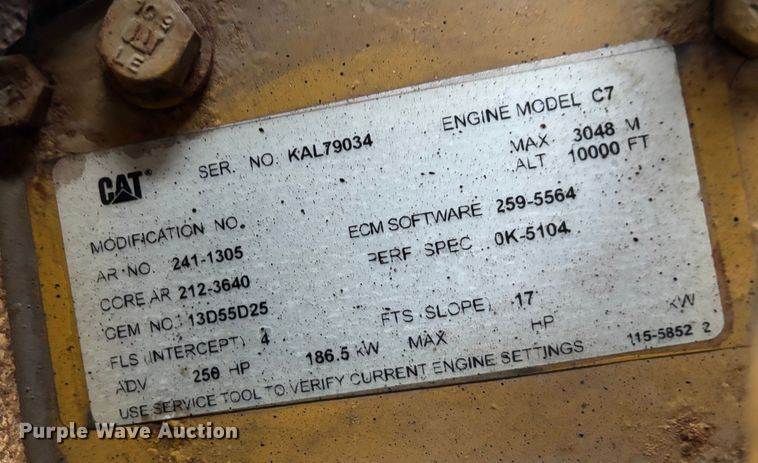 10.9
LE
CAT
SER. NO. KAL79034
ENGINE MODEL C7
MAX 3048 M
ALT 10000 FT
MODIFICATION NO.
ECM SOFTWARE 259-5564
AR NO. 241-1305
PERF SPEC 0K-5104
CORE AR 212-3640
OEM NO. 13D55D25
FTS (SLOPE) 17
FLS (INTERCEPT) 4
ADV 250 HP 186.5 KW MAX HP KW
USE SERVICE TOOL TO VERIFY CURRENT ENGINE SETTINGS
115-5852 2
Purple Wave Auction